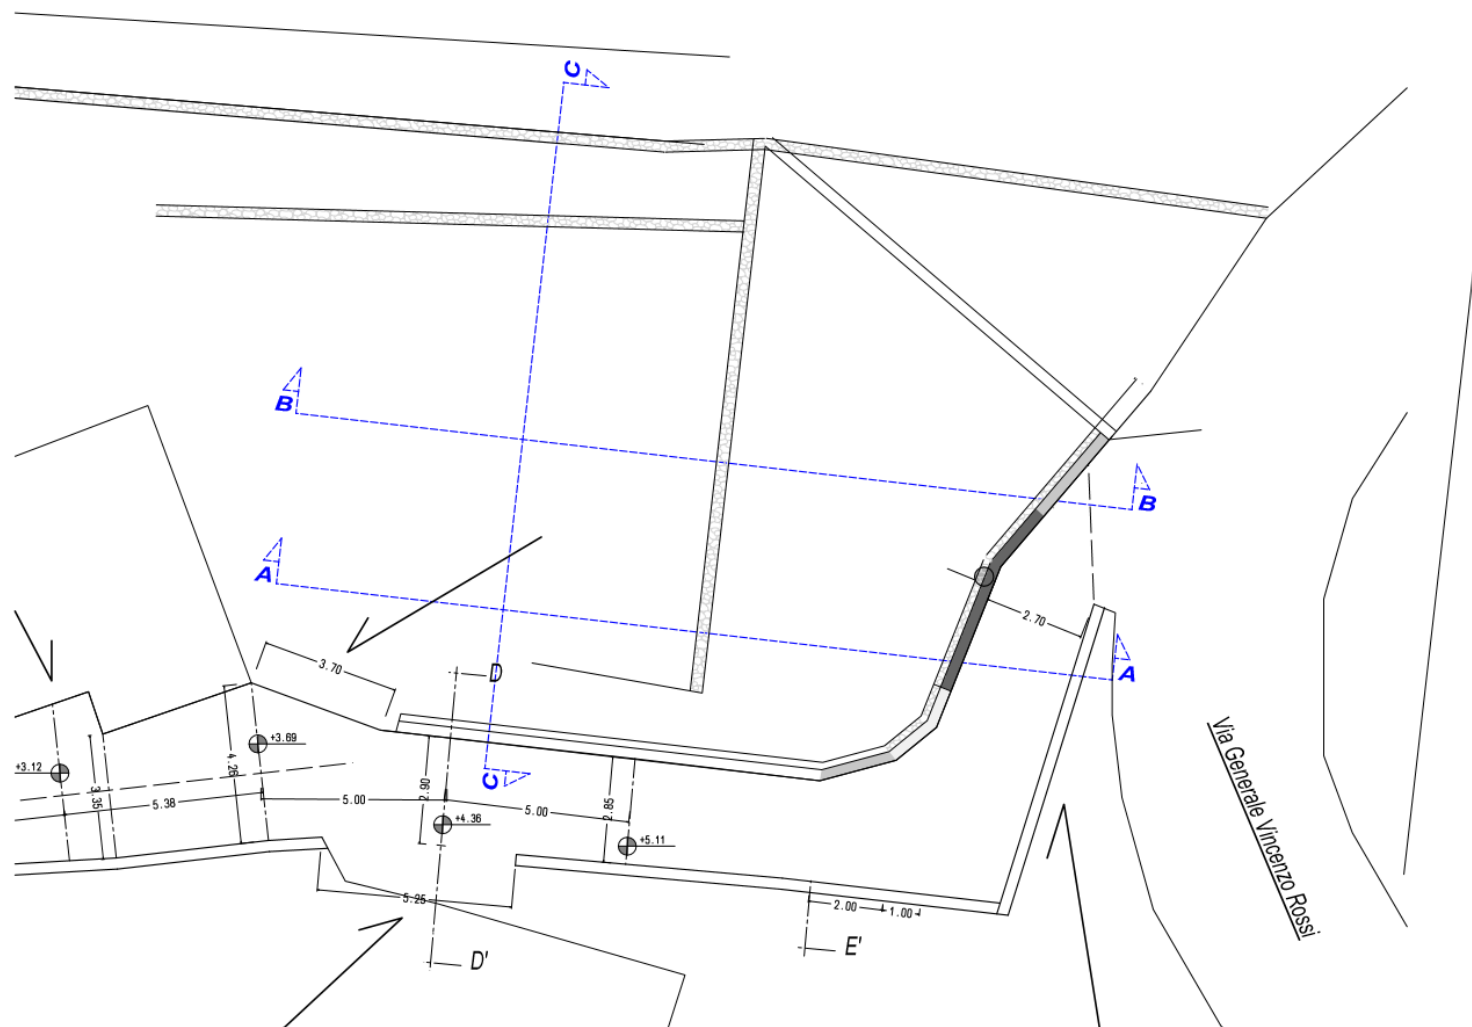 C
B
B
A
A
2.70
3.70
D
C
+3.69
+3.12
4.26
3.35
5.38
5.00
2.90
5.00
2.85
+4.36
+5.11
5.25
2.00
1.00
E'
D'
Via Generale Vincenzo Rossi